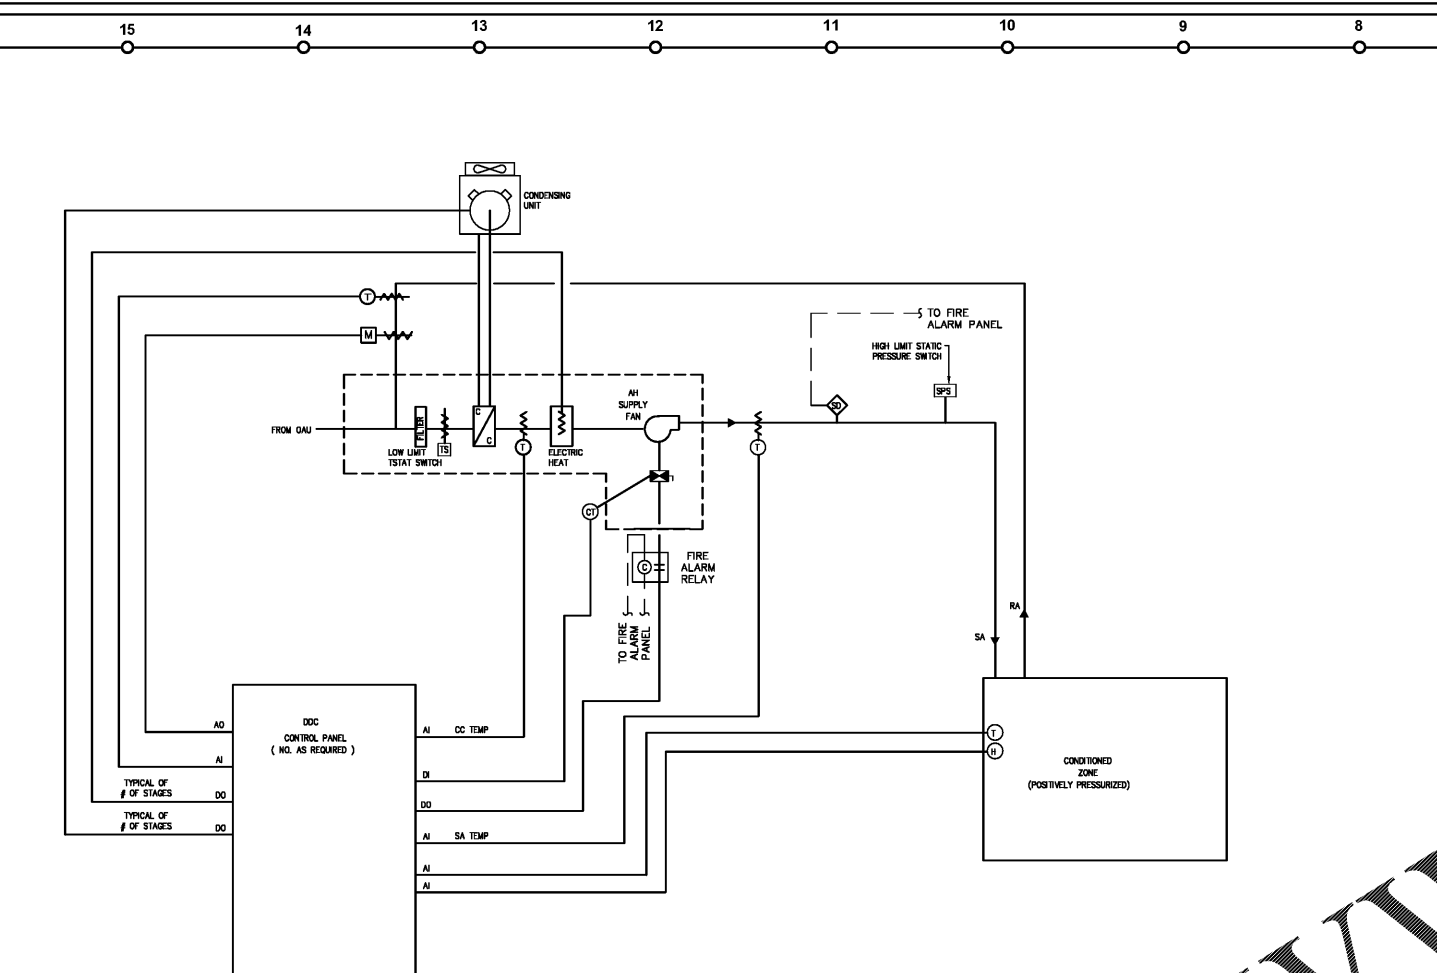 15 14 13 12 11 10 9 8
CONDENSING
UNIT
T
M
TO FIRE
ALARM PANEL
HIGH LIMIT STATIC
PRESSURE SWITCH
SPS
SD
AH
SUPPLY
FAN
FROM OAU
FILTER
TS
C
C
T
LOW LIMIT
TSTAT SWITCH
ELECTRIC
HEAT
T
CT
FIRE
ALARM
RELAY
C
TO FIRE
ALARM
PANEL
RA
SA
DDC
CONTROL PANEL
( NO. AS REQUIRED )
AO
AI
TYPICAL OF
# OF STAGES
DO
TYPICAL OF
# OF STAGES
DO
AI CC TEMP
DI
DO
AI SA TEMP
AI
AI
T
H
CONDITIONED
ZONE
(POSITIVELY PRESSURIZED)